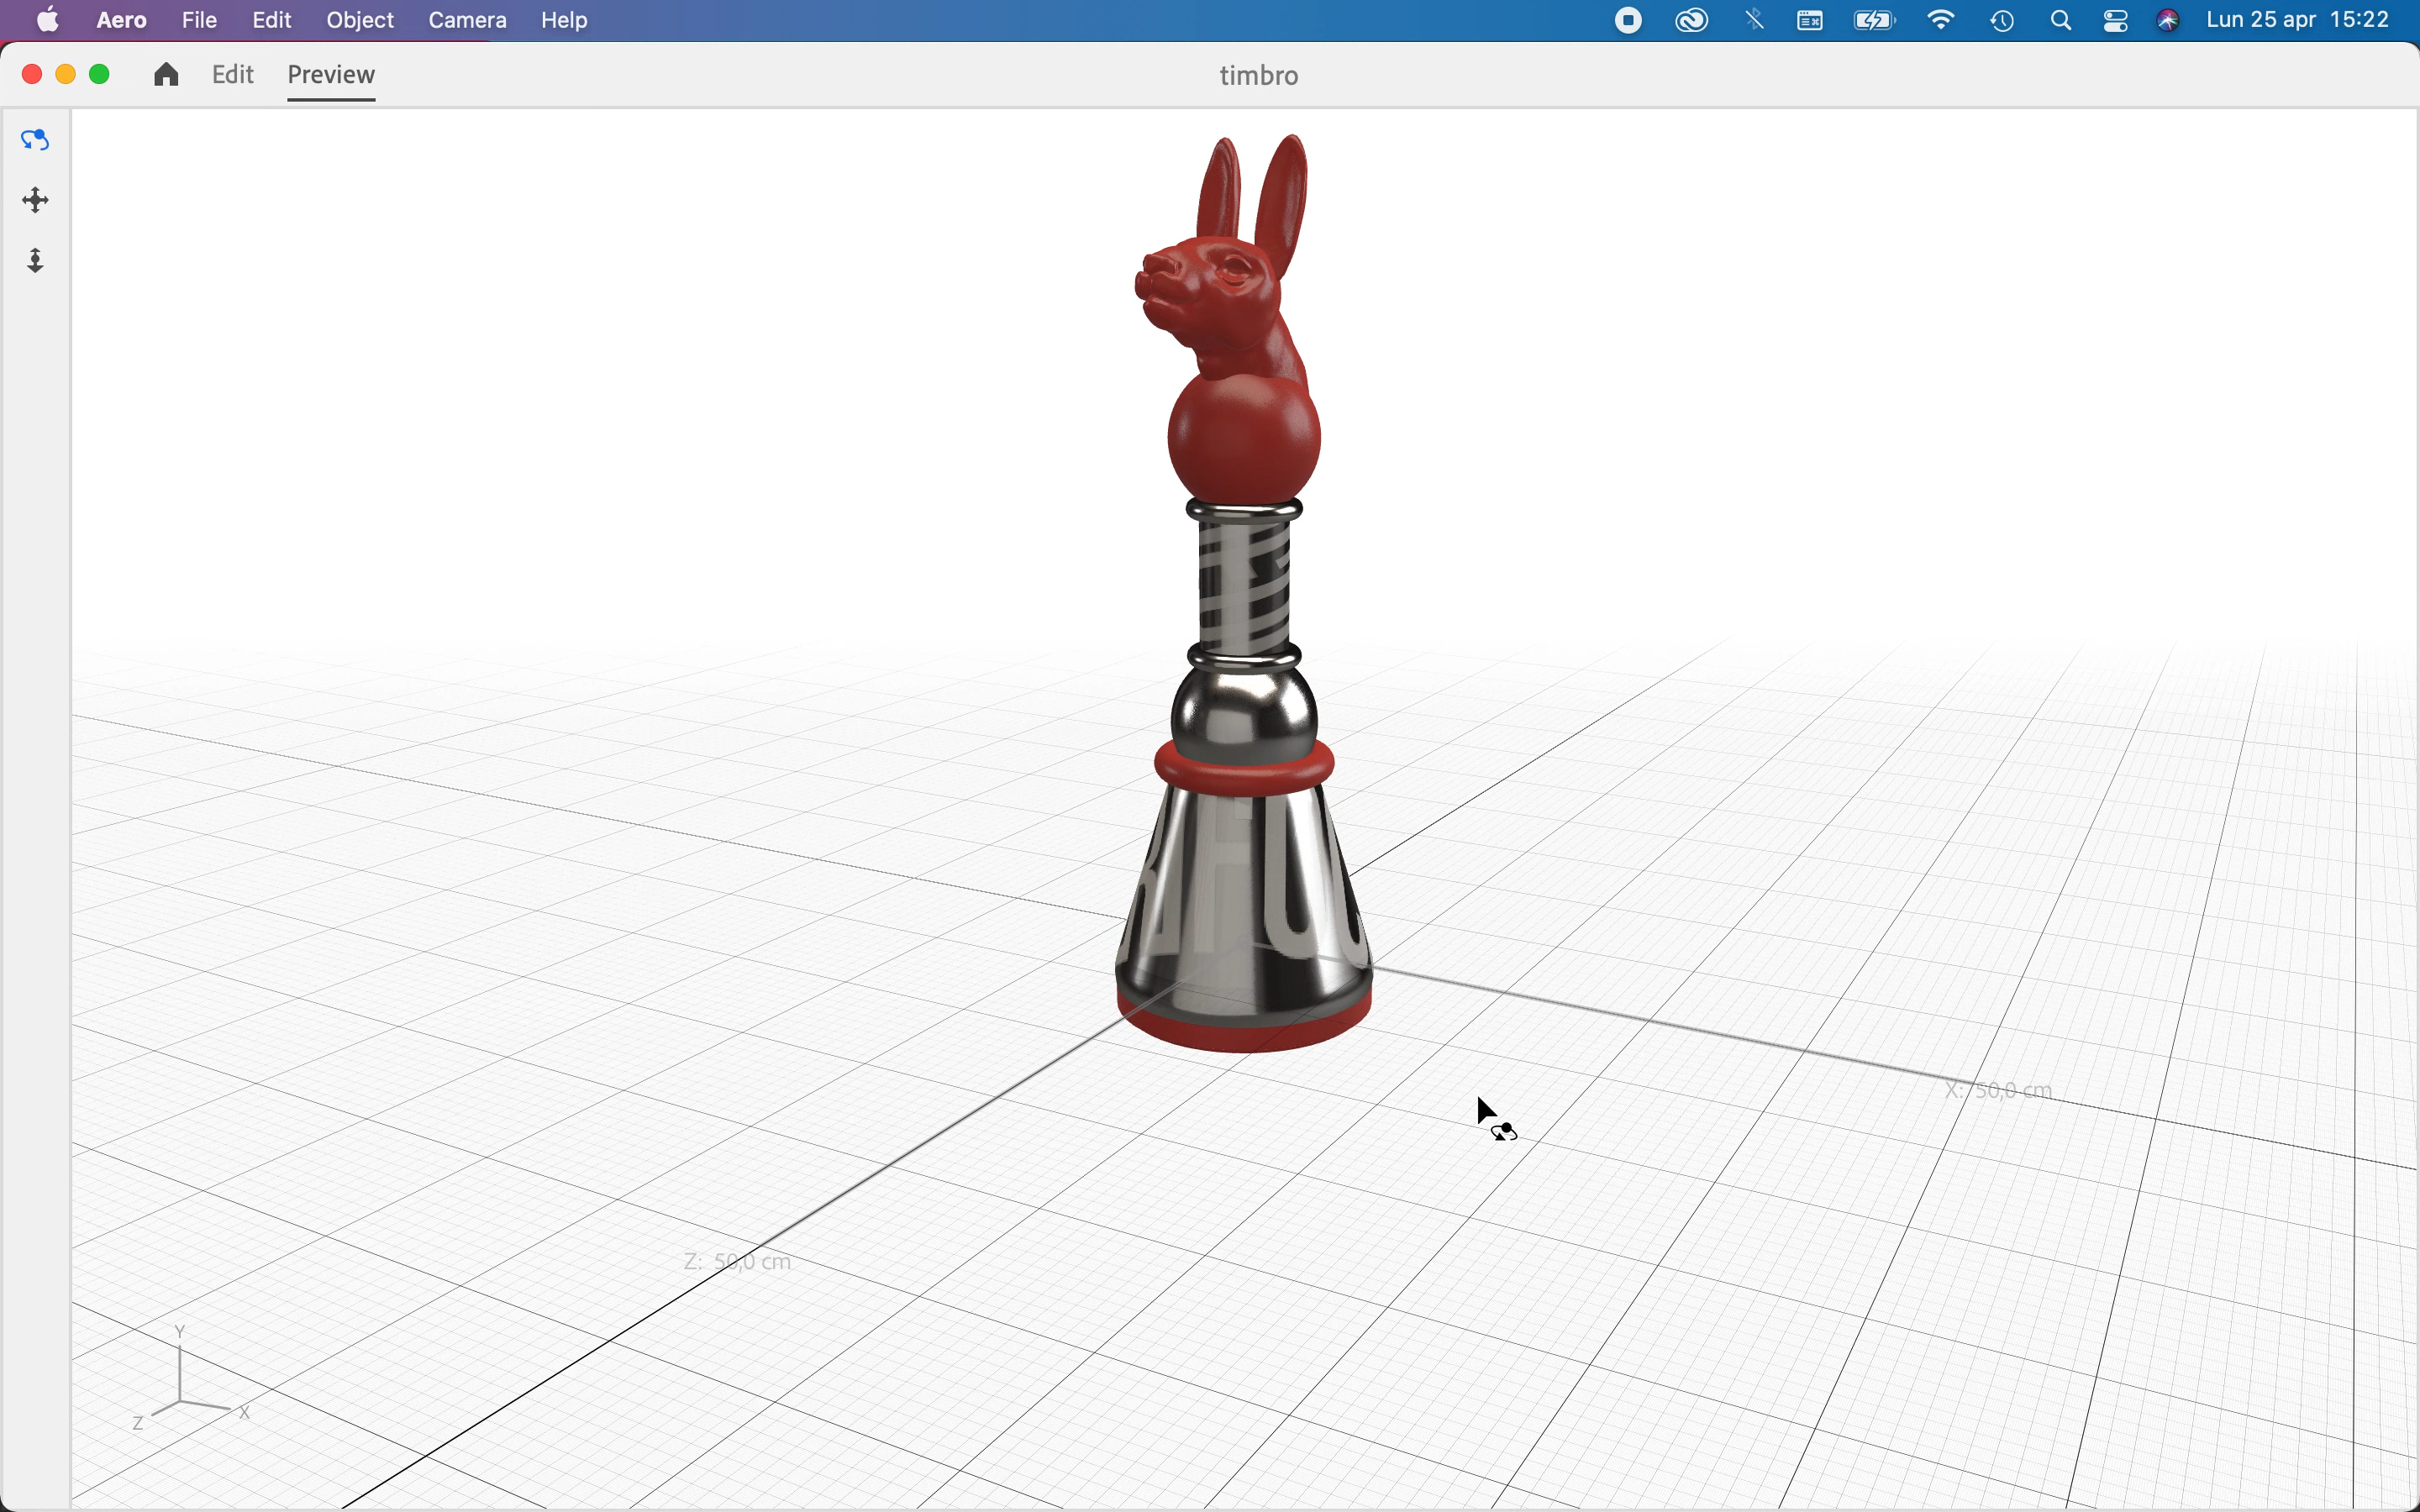 Aero File Edit Object Camera Help Lun 25 apr 15:22
Edit Preview timbro
X: 50,0 cm
Z: 50,0 cm
Y
Z X